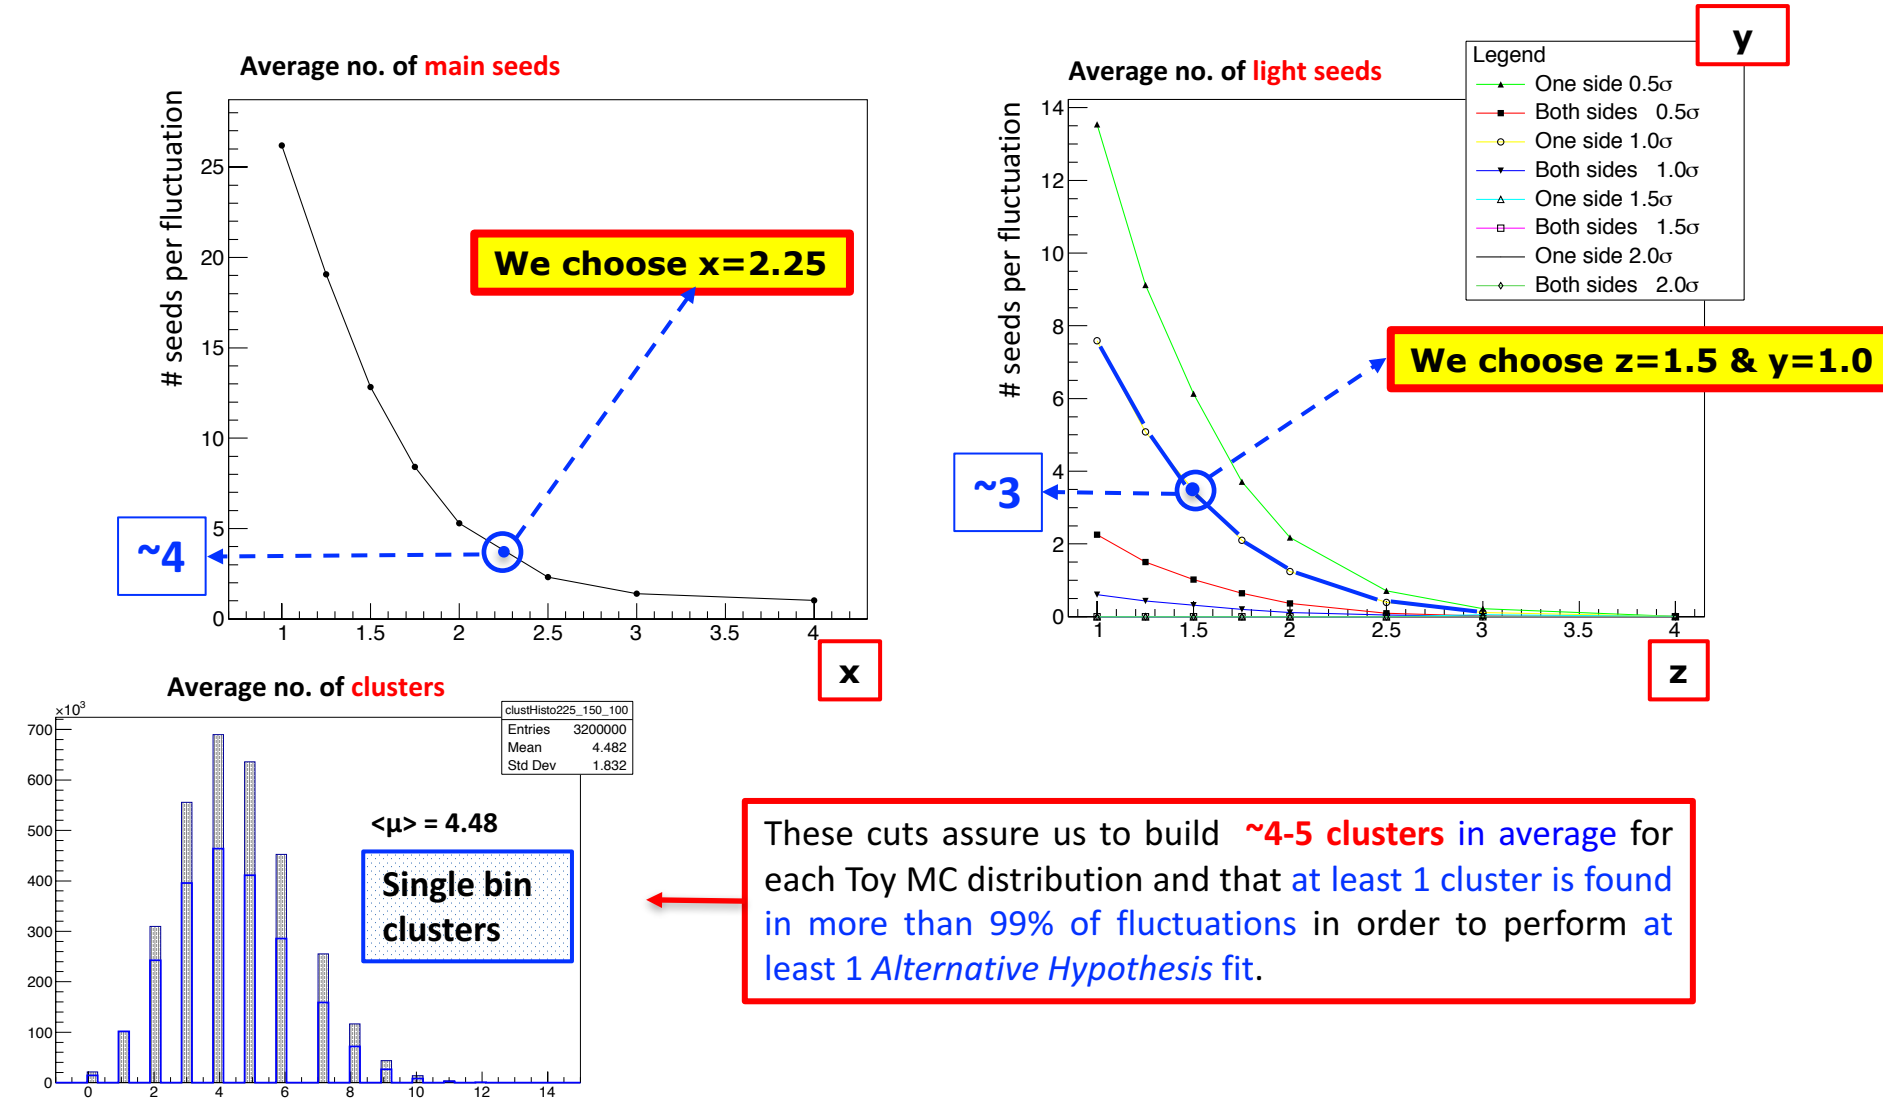 Average no. of main seeds
# seeds per fluctuation
25
20
15
10
5
0
1
1.5
2
2.5
3
3.5
4
x
We choose x=2.25
~4
Average no. of light seeds
# seeds per fluctuation
14
12
10
8
6
4
2
0
1
1.5
2
2.5
3
3.5
4
z
y
Legend
One side 0.5σ
Both sides 0.5σ
One side 1.0σ
Both sides 1.0σ
One side 1.5σ
Both sides 1.5σ
One side 2.0σ
Both sides 2.0σ
We choose z=1.5 & y=1.0
~3
Average no. of clusters
×10³
700
600
500
400
300
200
100
0
0
2
4
6
8
10
12
14
clustHisto225_150_100
Entries 3200000
Mean 4.482
Std Dev 1.832
<μ> = 4.48
Single bin
clusters
These cuts assure us to build ~4-5 clusters in average for
each Toy MC distribution and that at least 1 cluster is found
in more than 99% of fluctuations in order to perform at
least 1 Alternative Hypothesis fit.